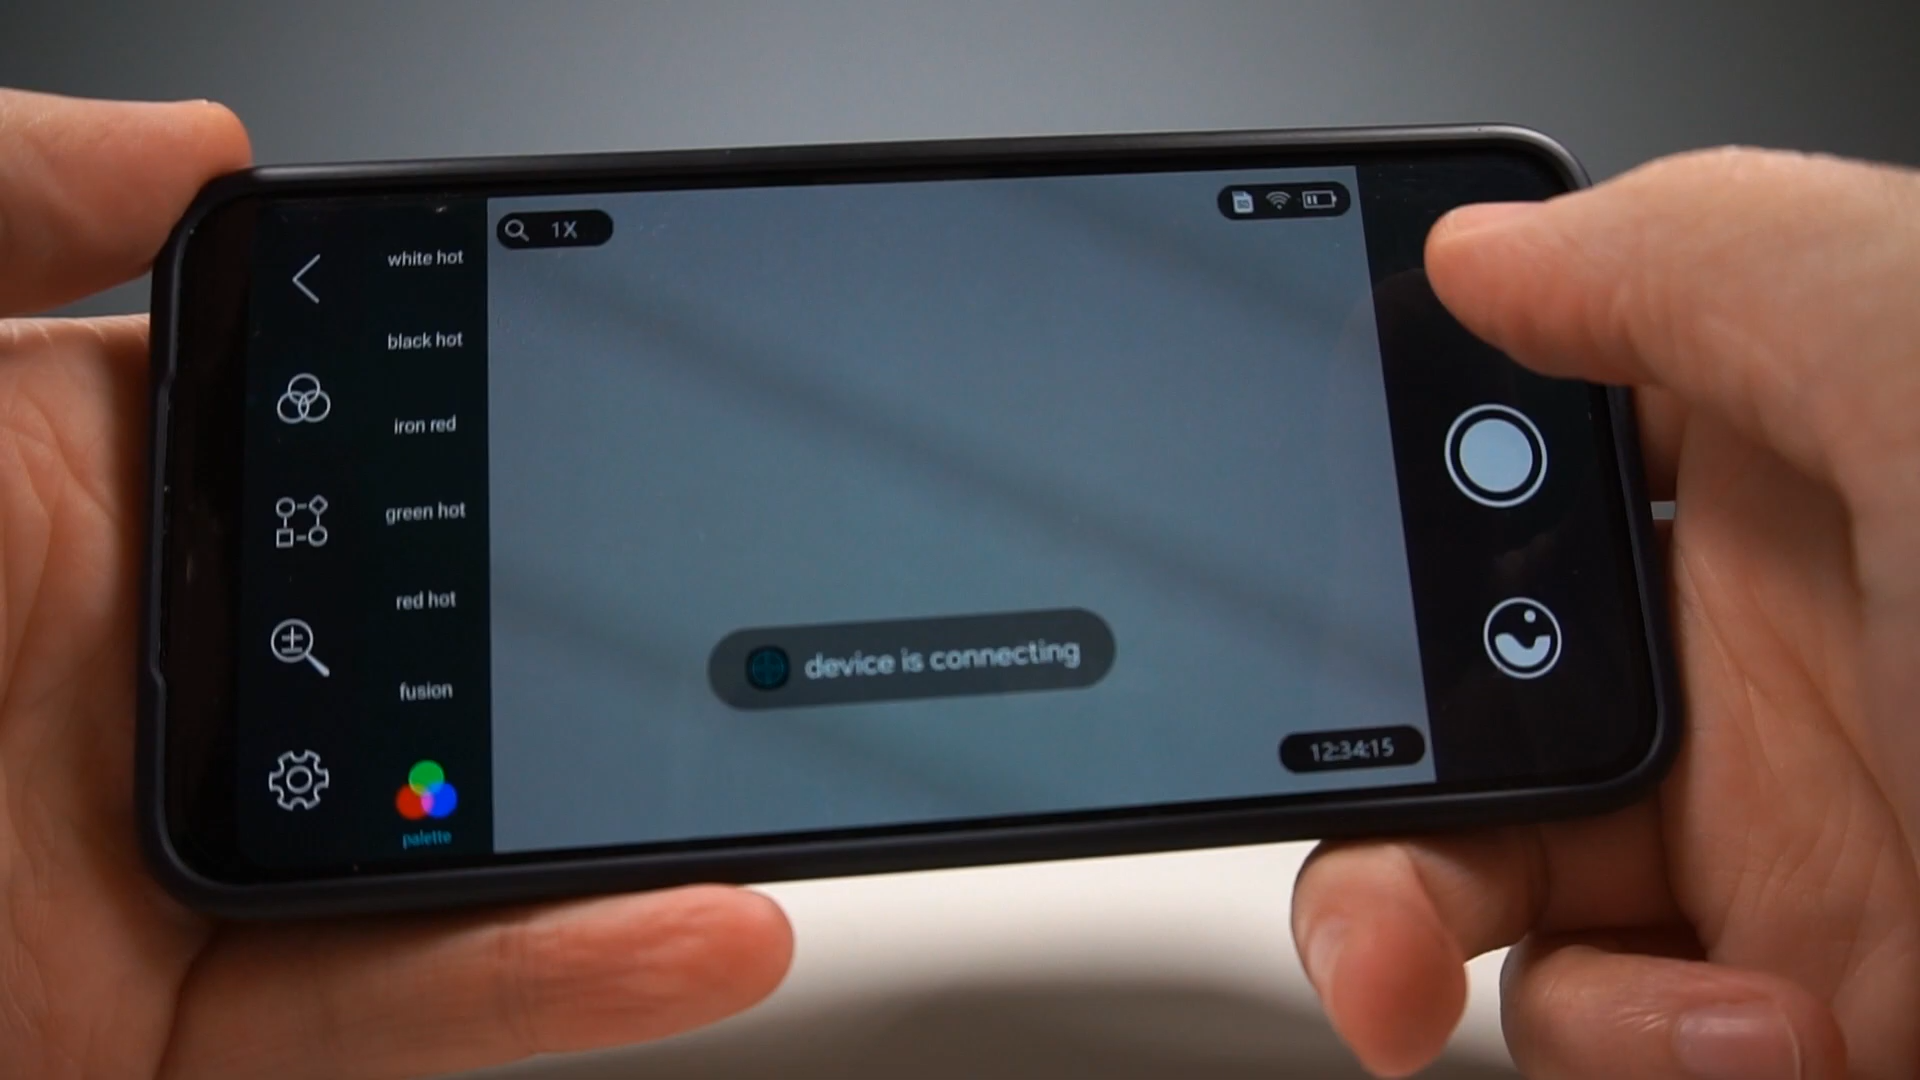 white hot
black hot
iron red
green hot
red hot
fusion
palette
1X
SD
device is connecting
12:34:15